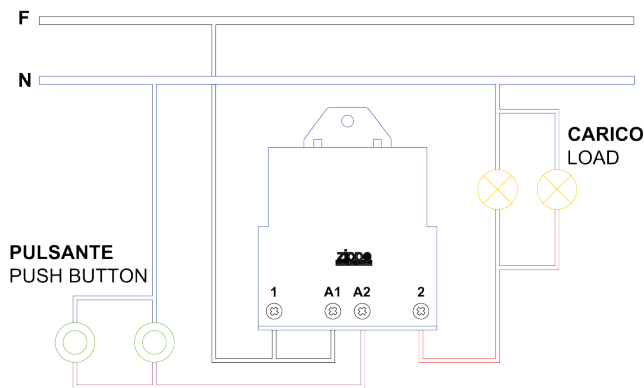 F
N
CARICO
LOAD
PULSANTE
PUSH BUTTON
zippo
1 A1 A2 2